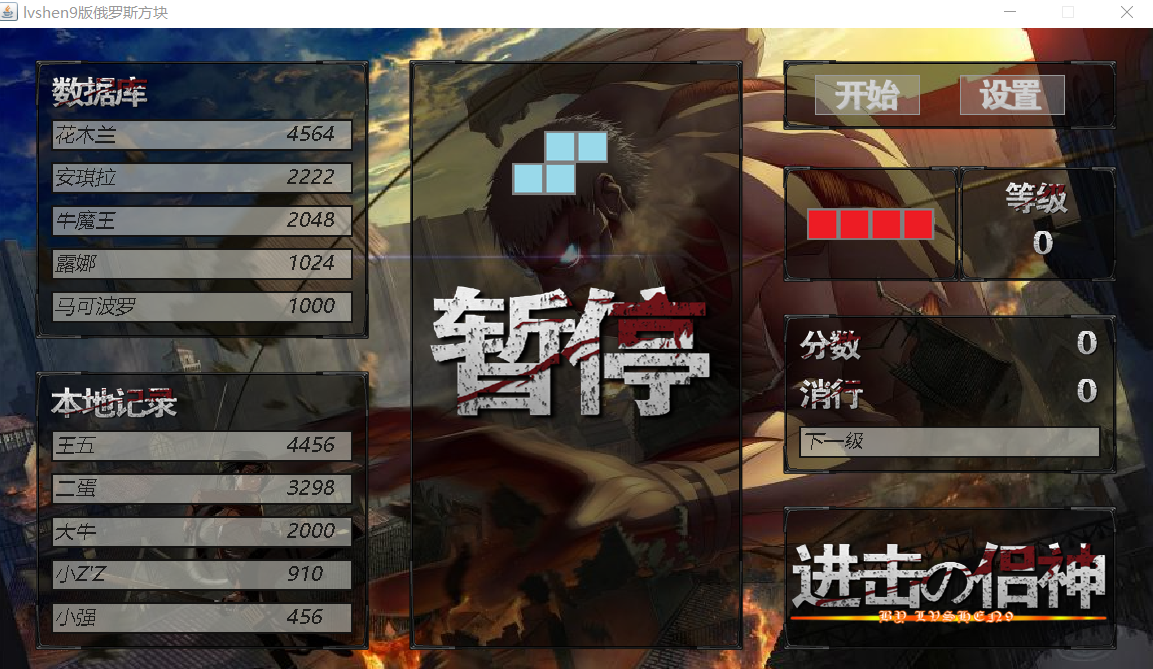 lvshen9版俄罗斯方块
数据库
花木兰 4564
安琪拉 2222
牛魔王 2048
露娜 1024
马可波罗 1000
本地记录
王五 4456
二蛋 3298
大牛 2000
小Z'Z 910
小强 456
暂停
开始 设置
等级
0
分数 0
消行 0
下一级
进击の侣神
BY LVSHEN9